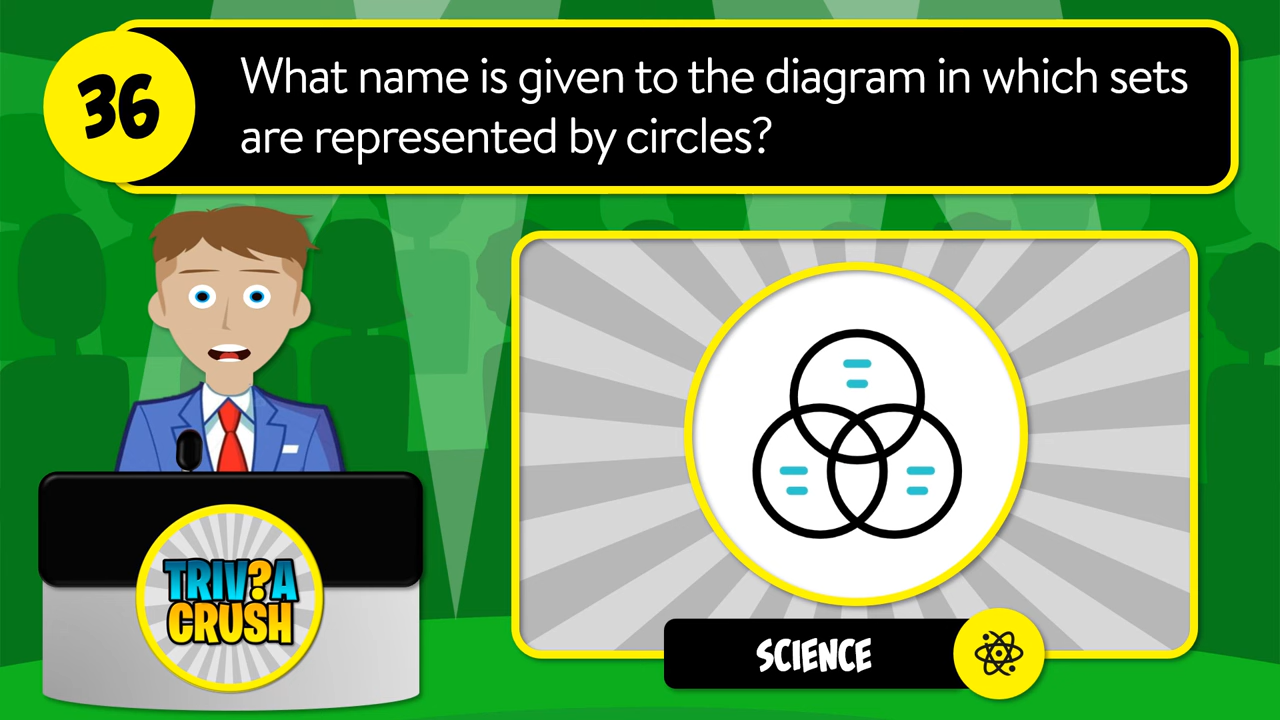 36
What name is given to the diagram in which sets
are represented by circles?
TRIV?A
CRUSH
SCIENCE